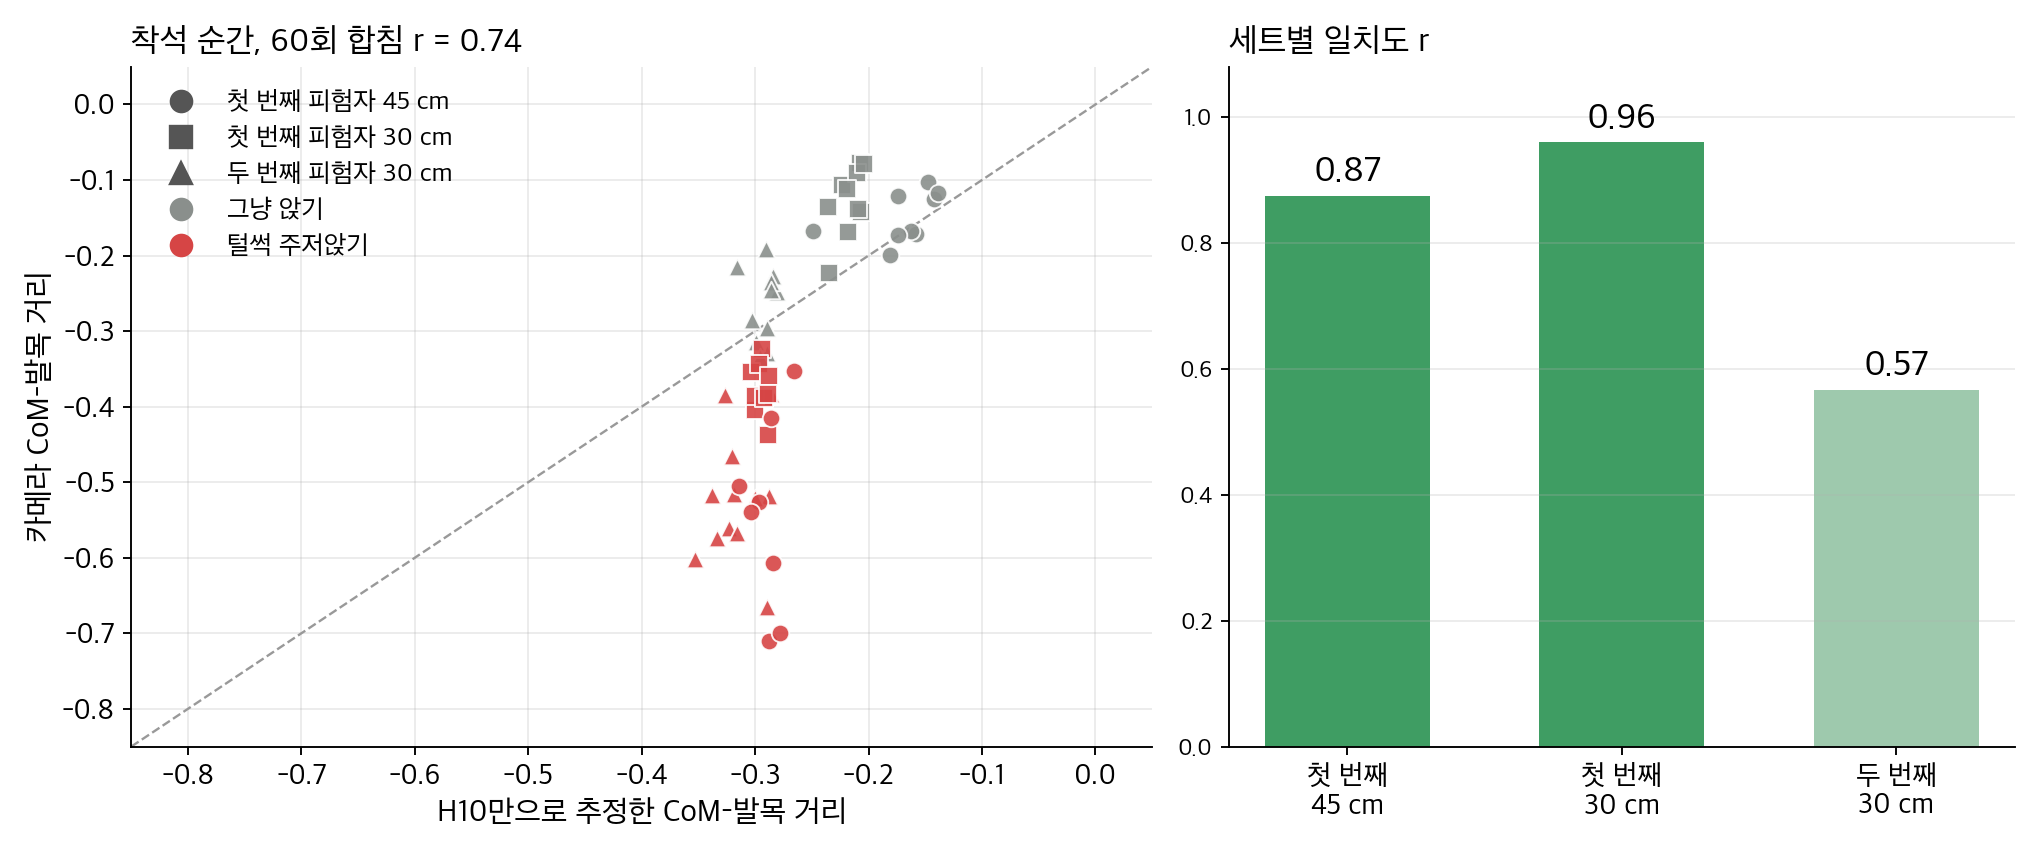 착석 순간, 60회 합침 r = 0.74
첫 번째 피험자 45 cm
첫 번째 피험자 30 cm
두 번째 피험자 30 cm
그냥 앉기
털썩 주저앉기
카메라 CoM-발목 거리
0.0
-0.1
-0.2
-0.3
-0.4
-0.5
-0.6
-0.7
-0.8
-0.8 -0.7 -0.6 -0.5 -0.4 -0.3 -0.2 -0.1 0.0
H10만으로 추정한 CoM-발목 거리
세트별 일치도 r
1.0
0.8
0.6
0.4
0.2
0.0
0.87
0.96
0.57
첫 번째
45 cm
첫 번째
30 cm
두 번째
30 cm